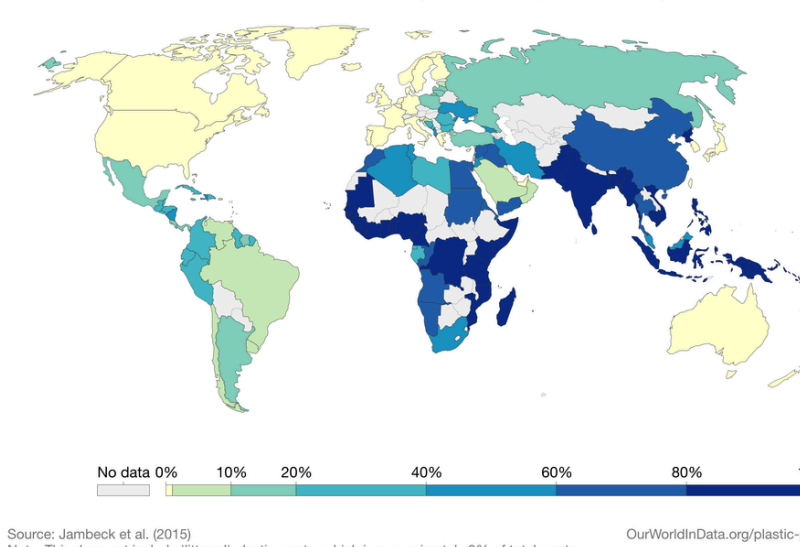 No data 0% 10% 20% 40% 60% 80%
Source: Jambeck et al. (2015)
OurWorldInData.org/plastic-